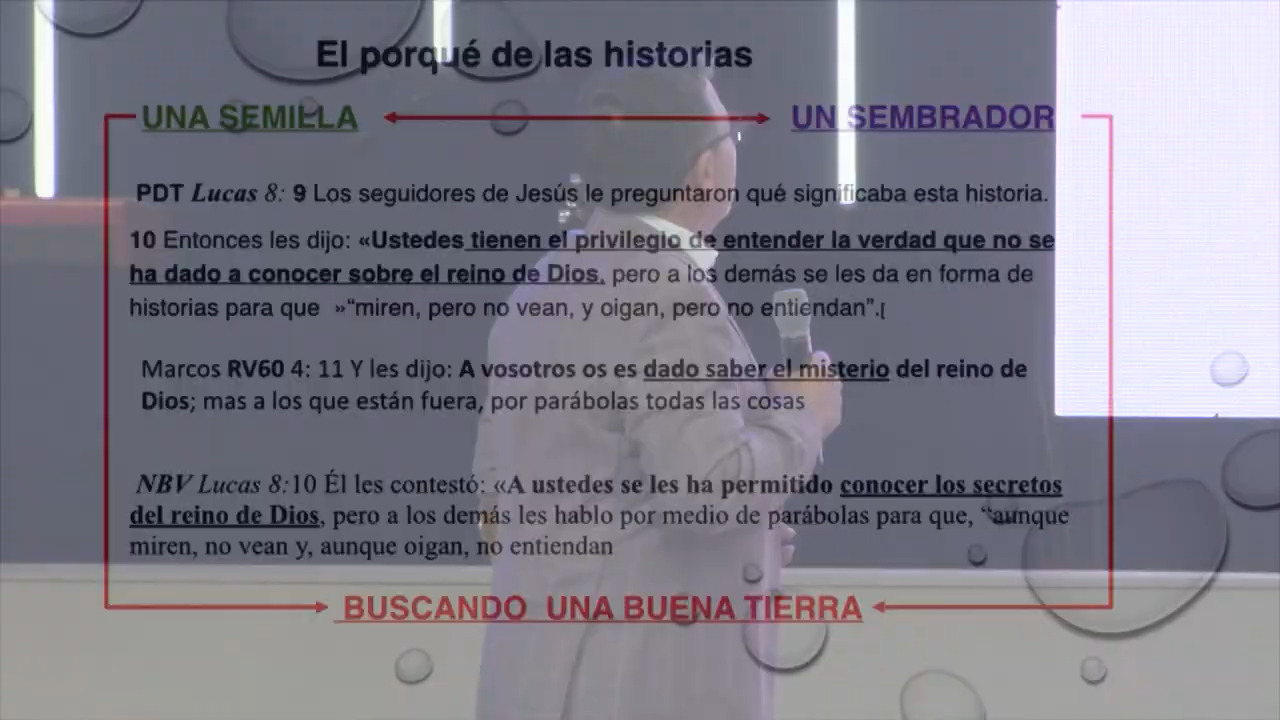 El porqué de las historias
UNA SEMILLA UN SEMBRADOR
PDT Lucas 8: 9 Los seguidores de Jesús le preguntaron qué significaba esta historia.
10 Entonces les dijo: «Ustedes tienen el privilegio de entender la verdad que no se
ha dado a conocer sobre el reino de Dios, pero a los demás se les da en forma de
historias para que »“miren, pero no vean, y oigan, pero no entiendan”.[
Marcos RV60 4: 11 Y les dijo: A vosotros os es dado saber el misterio del reino de
Dios; mas a los que están fuera, por parábolas todas las cosas
NBV Lucas 8:10 Él les contestó: «A ustedes se les ha permitido conocer los secretos
del reino de Dios, pero a los demás les hablo por medio de parábolas para que, “aunque
miren, no vean y, aunque oigan, no entiendan
BUSCANDO UNA BUENA TIERRA